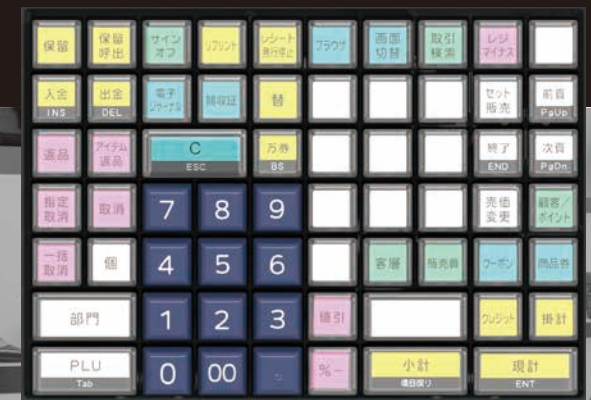 保留
保留
呼出
サイン
オフ
リプリント
レシート
発行停止
ブラウザ
画面
切替
取引
検索
レジ
マイナス
入金
INS
出金
DEL
電子
ジャーナル
領収証
替
セット
販売
前頁
PgUp
返品
アイテム
返品
C
ESC
万券
BS
終了
END
次頁
PgDn
指定
取消
取消
7
8
9
売価
変更
顧客/
ポイント
一括
取消
個
4
5
6
客層
販売員
クーポン
商品券
部門
1
2
3
値引
クレジット
掛計
PLU
Tab
0
00
%-
小計
項目戻り
現計
ENT